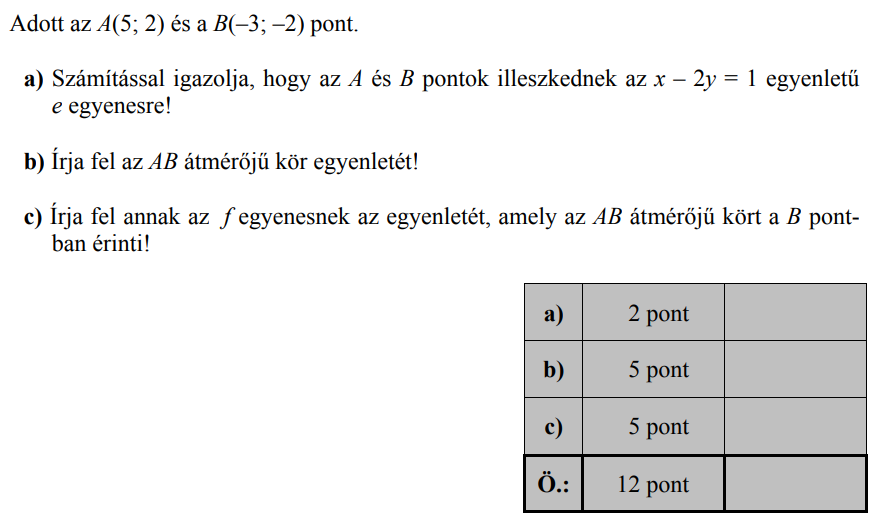 Adott az A(5; 2) és a B(–3; –2) pont.
a) Számítással igazolja, hogy az A és B pontok illeszkednek az x – 2y = 1 egyenletű
e egyenesre!
b) Írja fel az AB átmérőjű kör egyenletét!
c) Írja fel annak az f egyenesnek az egyenletét, amely az AB átmérőjű kört a B pont-
ban érinti!
a) 2 pont
b) 5 pont
c) 5 pont
Ö.: 12 pont